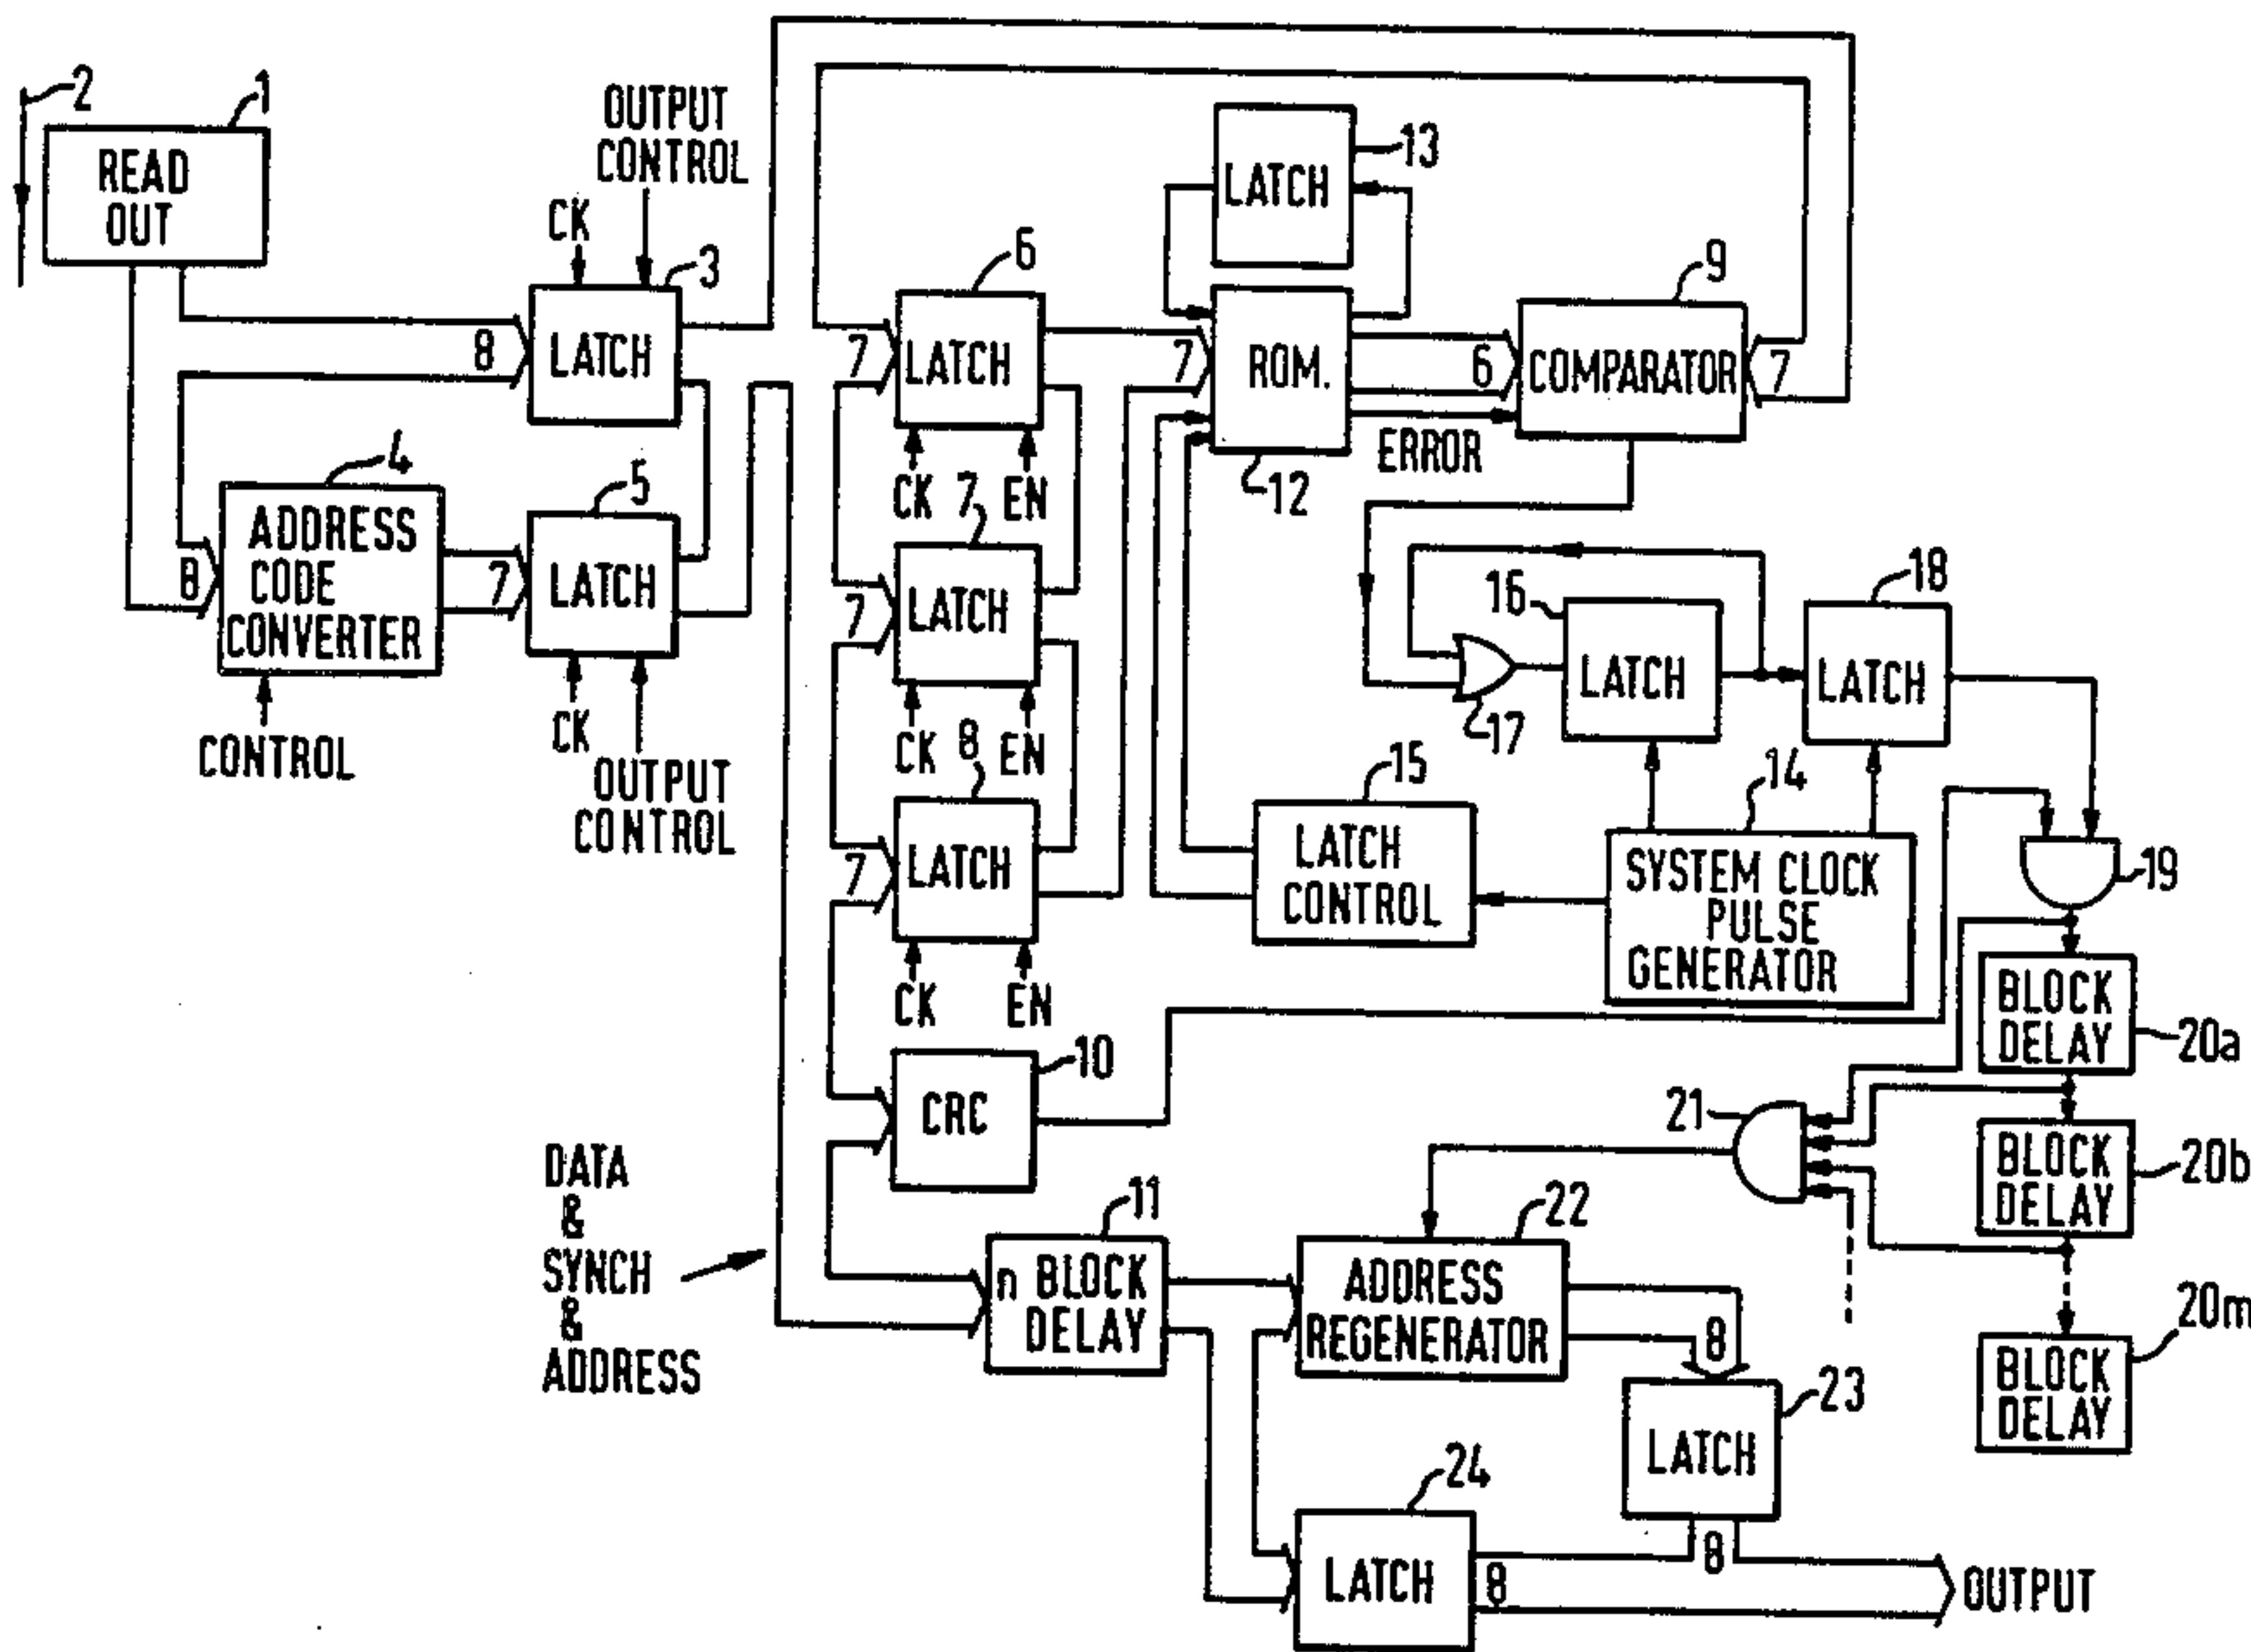 2
1
READ
OUT
OUTPUT
CONTROL
CK
3
8
LATCH
4
8
ADDRESS
CODE
CONVERTER
CONTROL
7
5
LATCH
CK
OUTPUT
CONTROL
6
7
LATCH
CK
EN
7
7
LATCH
CK
EN
8
7
LATCH
CK
EN
10
CRC
13
LATCH
7
ROM.
12
6
ERROR
9
COMPARATOR
7
16
LATCH
17
18
LATCH
15
LATCH
CONTROL
14
SYSTEM CLOCK
PULSE
GENERATOR
19
BLOCK
DELAY
20a
BLOCK
DELAY
20b
BLOCK
DELAY
20m
21
DATA
&
SYNCH
&
ADDRESS
11
n BLOCK
DELAY
22
ADDRESS
REGENERATOR
8
23
LATCH
8
24
LATCH
8
OUTPUT